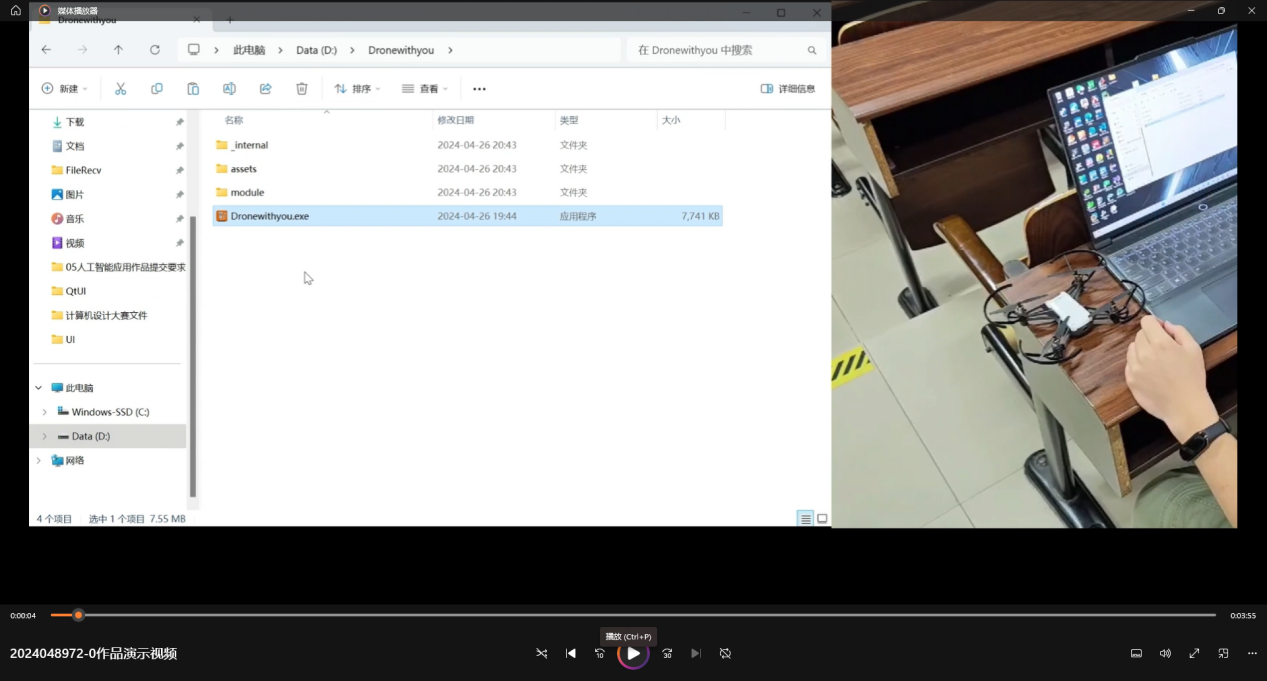 媒体播放器
Dronewithyou
此电脑 > Data (D:) > Dronewithyou >
在 Dronewithyou 中搜索
新建 排序 查看 详细信息
名称 修改日期 类型 大小
_internal 2024-04-26 20:43 文件夹
assets 2024-04-26 20:43 文件夹
module 2024-04-26 20:43 文件夹
Dronewithyou.exe 2024-04-26 19:44 应用程序 7,741 KB
下载
文档
FileRecv
图片
音乐
视频
05人工智能应用作品提交要求
QtUI
计算机设计大赛文件
UI
此电脑
Windows-SSD (C:)
Data (D:)
网络
4 个项目 选中 1 个项目 7.55 MB
0:00:04 0:03:55
播放 (Ctrl+P)
2024048972-0作品演示视频
10 30